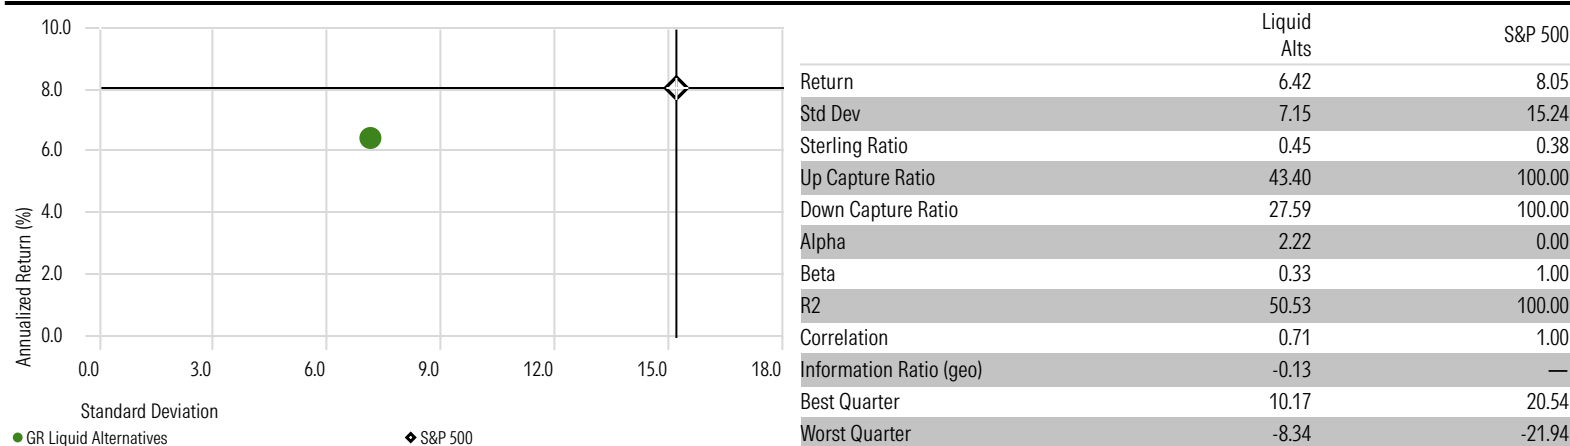 10.0
8.0
6.0
4.0
2.0
0.0
Annualized Return (%)
0.0 3.0 6.0 9.0 12.0 15.0 18.0
Standard Deviation
GR Liquid Alternatives S&P 500
Liquid
Alts S&P 500
Return 6.42 8.05
Std Dev 7.15 15.24
Sterling Ratio 0.45 0.38
Up Capture Ratio 43.40 100.00
Down Capture Ratio 27.59 100.00
Alpha 2.22 0.00
Beta 0.33 1.00
R2 50.53 100.00
Correlation 0.71 1.00
Information Ratio (geo) -0.13 —
Best Quarter 10.17 20.54
Worst Quarter -8.34 -21.94